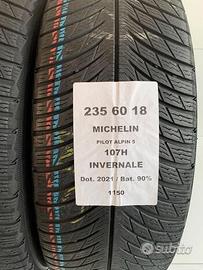 235 60 18
MICHELIN
PILOT ALPIN 5
107H
INVERNALE
Dot. 2021 / Bat. 90%
1150
subito